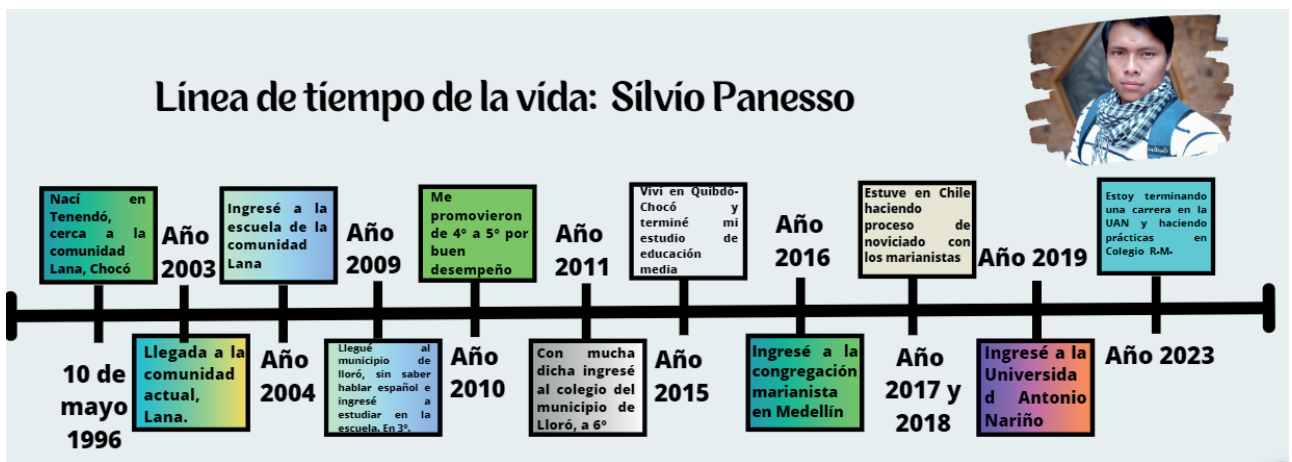 Línea de tiempo de la vida: Silvio Panesso
Nací en
Tenendó,
cerca a la
comunidad
Lana, Chocó
10 de
mayo
1996
Año
2003
Llegada a la
comunidad
actual,
Lana.
Ingresé a la
escuela de la
comunidad
Lana
Año
2004
Año
2009
Llegué al
municipio de
lloró, sin saber
hablar español e
ingresé a
estudiar en la
escuela. En 3º.
Me
promovieron
de 4º a 5º por
buen
desempeño
Año
2010
Año
2011
Con mucha
dicha ingresé
al colegio del
municipio de
Lloró, a 6º
Viví en Quibdó-
Chocó y
terminé mi
estudio de
educación
media
Año
2015
Año
2016
Ingresé a la
congregación
marianista
en Medellín
Estuve en Chile
haciendo
proceso de
noviciado con
los marianistas
Año
2017 y
2018
Año 2019
Ingresé a la
Universida
d Antonio
Nariño
Estoy terminando
una carrera en la
UAN y haciendo
prácticas en
Colegio R.M.
Año 2023